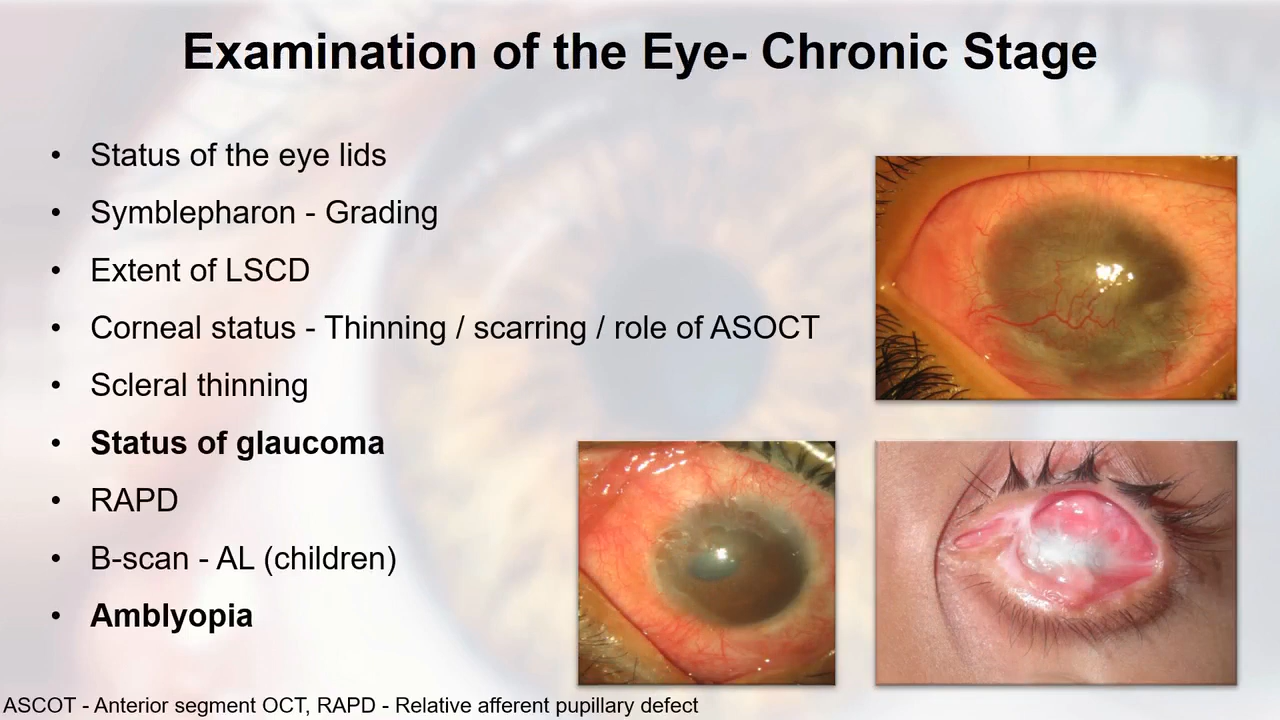 Examination of the Eye- Chronic Stage
• Status of the eye lids
• Symblepharon - Grading
• Extent of LSCD
• Corneal status - Thinning / scarring / role of ASOCT
• Scleral thinning
• Status of glaucoma
• RAPD
• B-scan - AL (children)
• Amblyopia
ASCOT - Anterior segment OCT, RAPD - Relative afferent pupillary defect